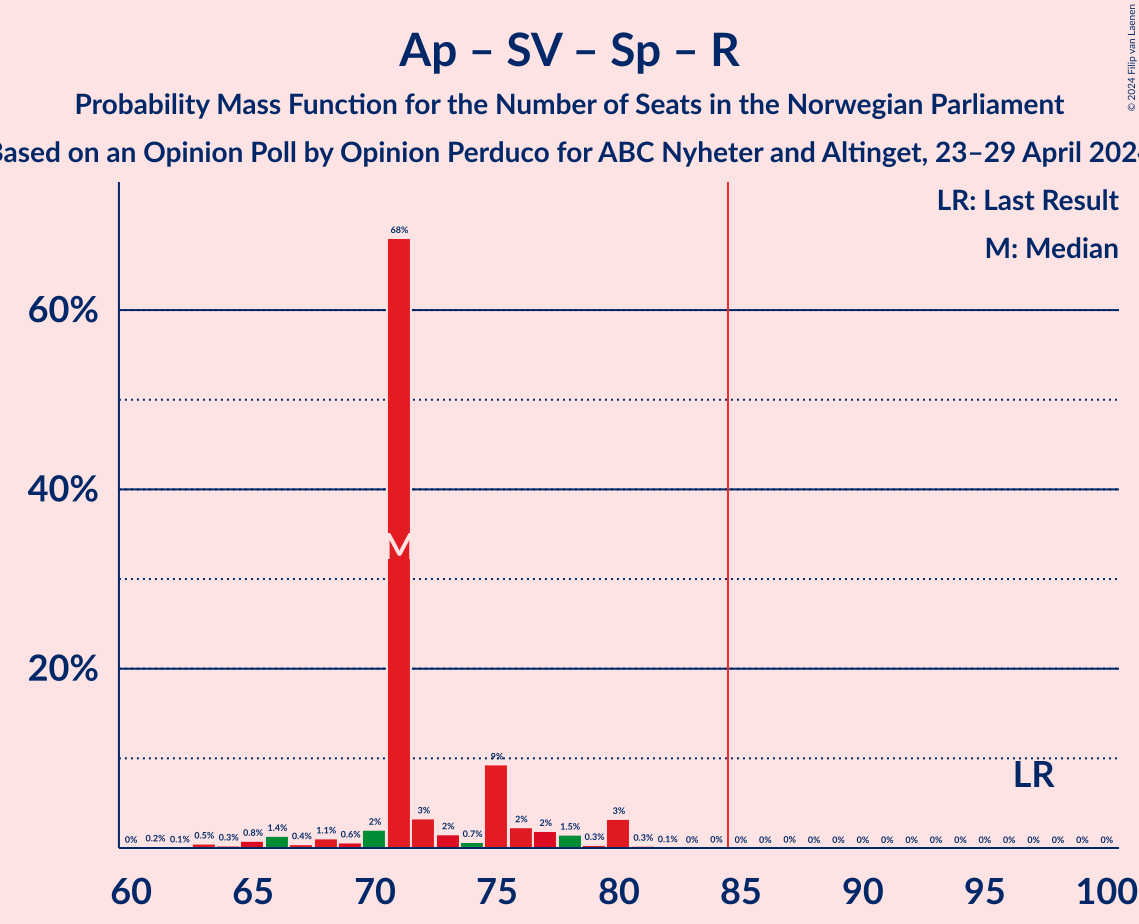 Ap – SV – Sp – R
Probability Mass Function for the Number of Seats in the Norwegian Parliament
Based on an Opinion Poll by Opinion Perduco for ABC Nyheter and Altinget, 23–29 April 2024
© 2024 Filip van Laenen
LR: Last Result
M: Median
60%
40%
20%
0% 0.2% 0.1% 0.5% 0.3% 0.8% 1.4% 0.4% 1.1% 0.6% 2% 68% 3% 2% 0.7% 9% 2% 2% 1.5% 0.3% 3% 0.3% 0.1% 0% 0% 0% 0% 0% 0% 0% 0% 0% 0% 0% 0% 0% 0% 0% 0% 0% 0%
M
LR
60 65 70 75 80 85 90 95 100